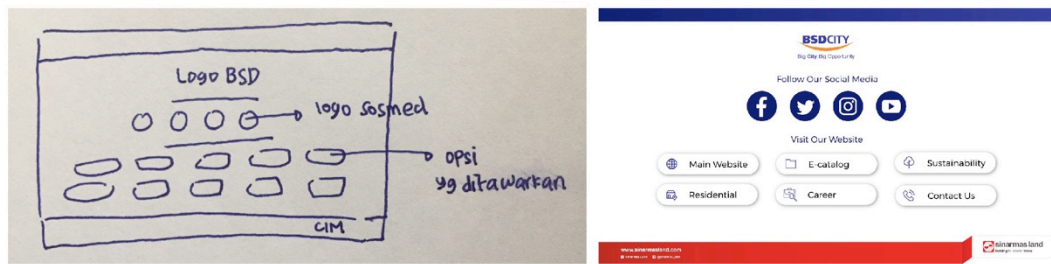 Logo BSD
logo sosmed
opsi
yg ditawarkan
CIM
BSDCITY
Big City Big Opportunity
Follow Our Social Media
Visit Our Website
Main Website
E-catalog
Sustainability
Residential
Career
Contact Us
www.sinarmasland.com
sinarmas land